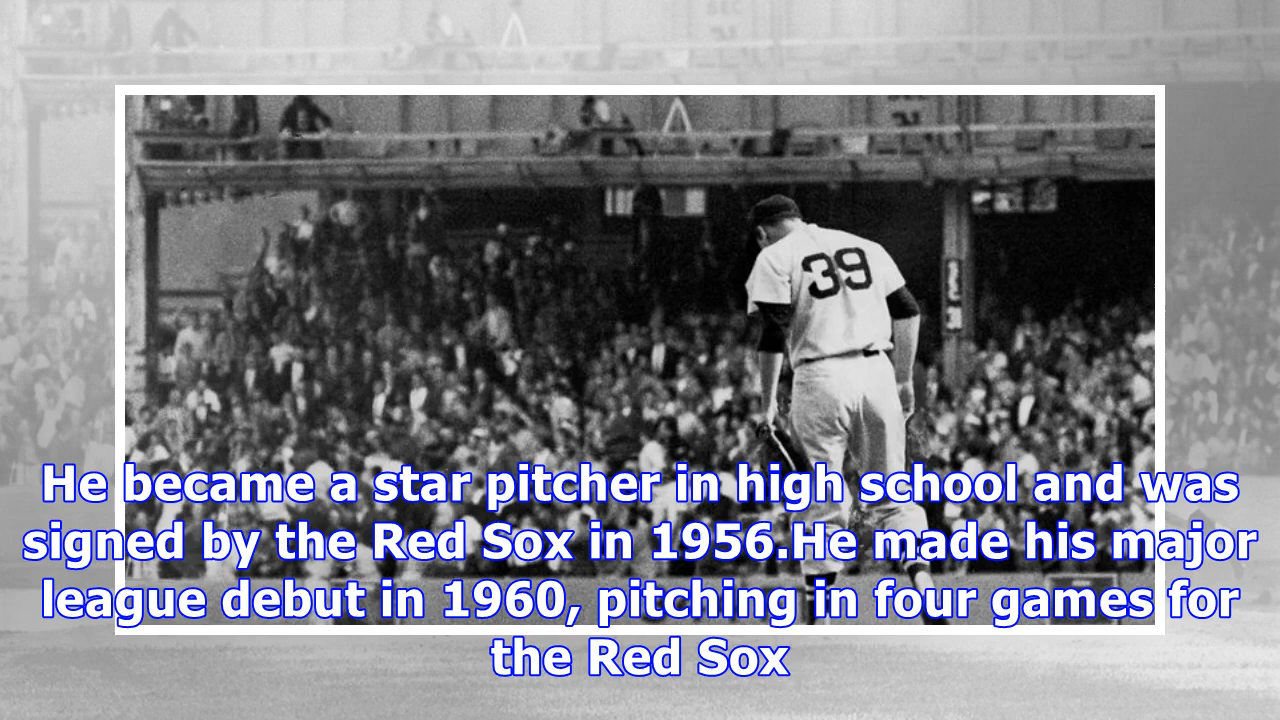 39
He became a star pitcher in high school and was
signed by the Red Sox in 1956.He made his major
league debut in 1960, pitching in four games for
the Red Sox